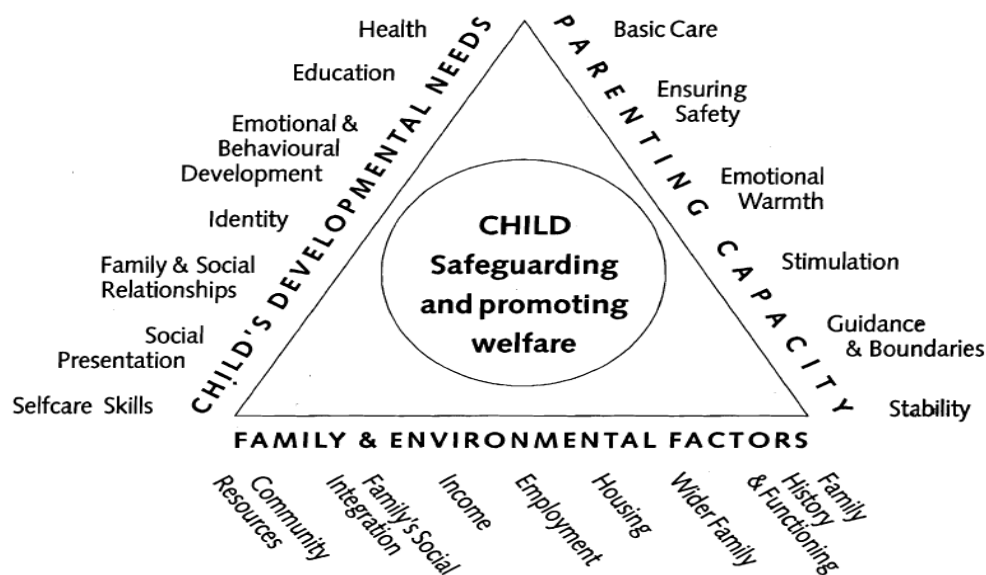 Health
Education
Emotional &
Behavioural
Development
Identity
Family & Social
Relationships
Social
Presentation
Selfcare Skills
CHILD'S DEVELOPMENTAL NEEDS
PARENTING CAPACITY
Basic Care
Ensuring
Safety
Emotional
Warmth
Stimulation
Guidance
& Boundaries
Stability
CHILD
Safeguarding
and promoting
welfare
FAMILY & ENVIRONMENTAL FACTORS
Community
Resources
Family's Social
Integration
Income
Employment
Housing
Wider Family
Family
History
& Functioning